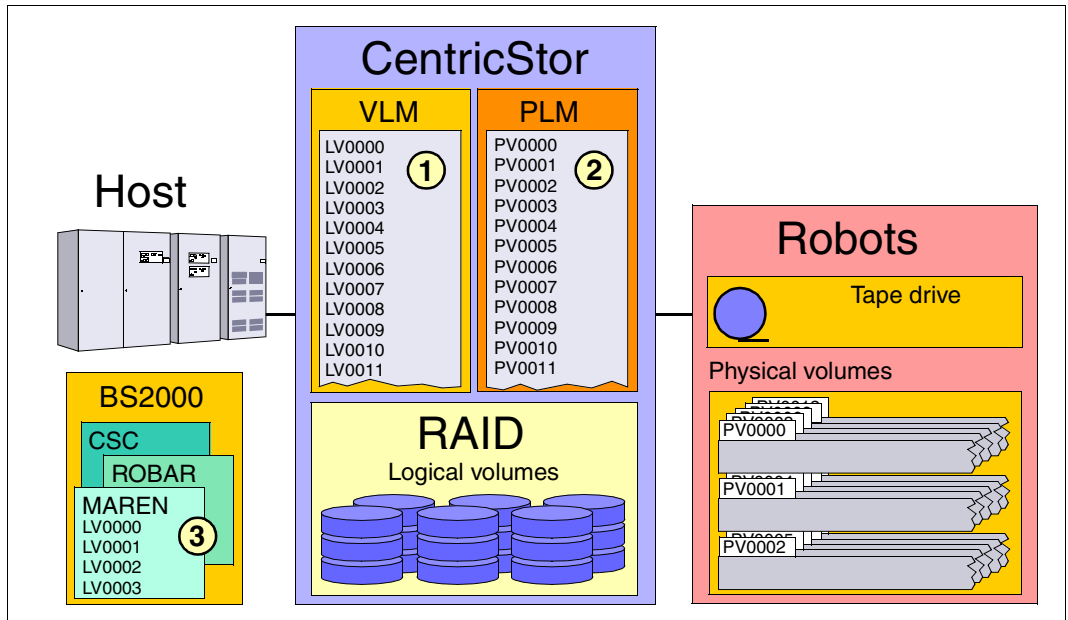 Host
BS2000
CSC
ROBAR
MAREN
LV0000
LV0001
LV0002
LV0003
3
CentricStor
VLM
LV0000
LV0001
LV0002
LV0003
LV0004
LV0005
LV0006
LV0007
LV0008
LV0009
LV0010
LV0011
1
PLM
PV0000
PV0001
PV0002
PV0003
PV0004
PV0005
PV0006
PV0007
PV0008
PV0009
PV0010
PV0011
2
RAID
Logical volumes
Robots
Tape drive
Physical volumes
PV0000
PV0001
PV0002